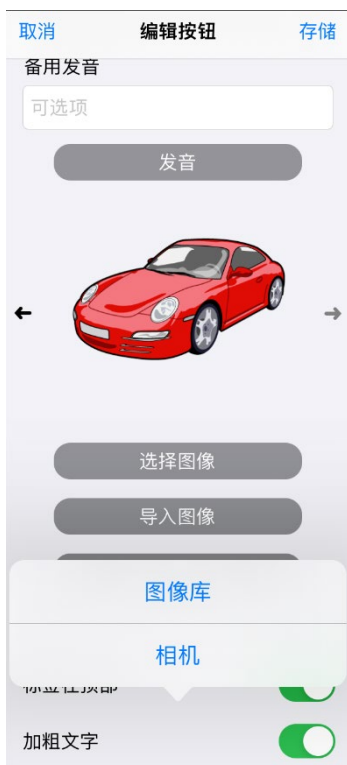 取消 编辑按钮 存储
备用发音
可选项
发音
选择图像
导入图像
图像库
相机
加粗文字